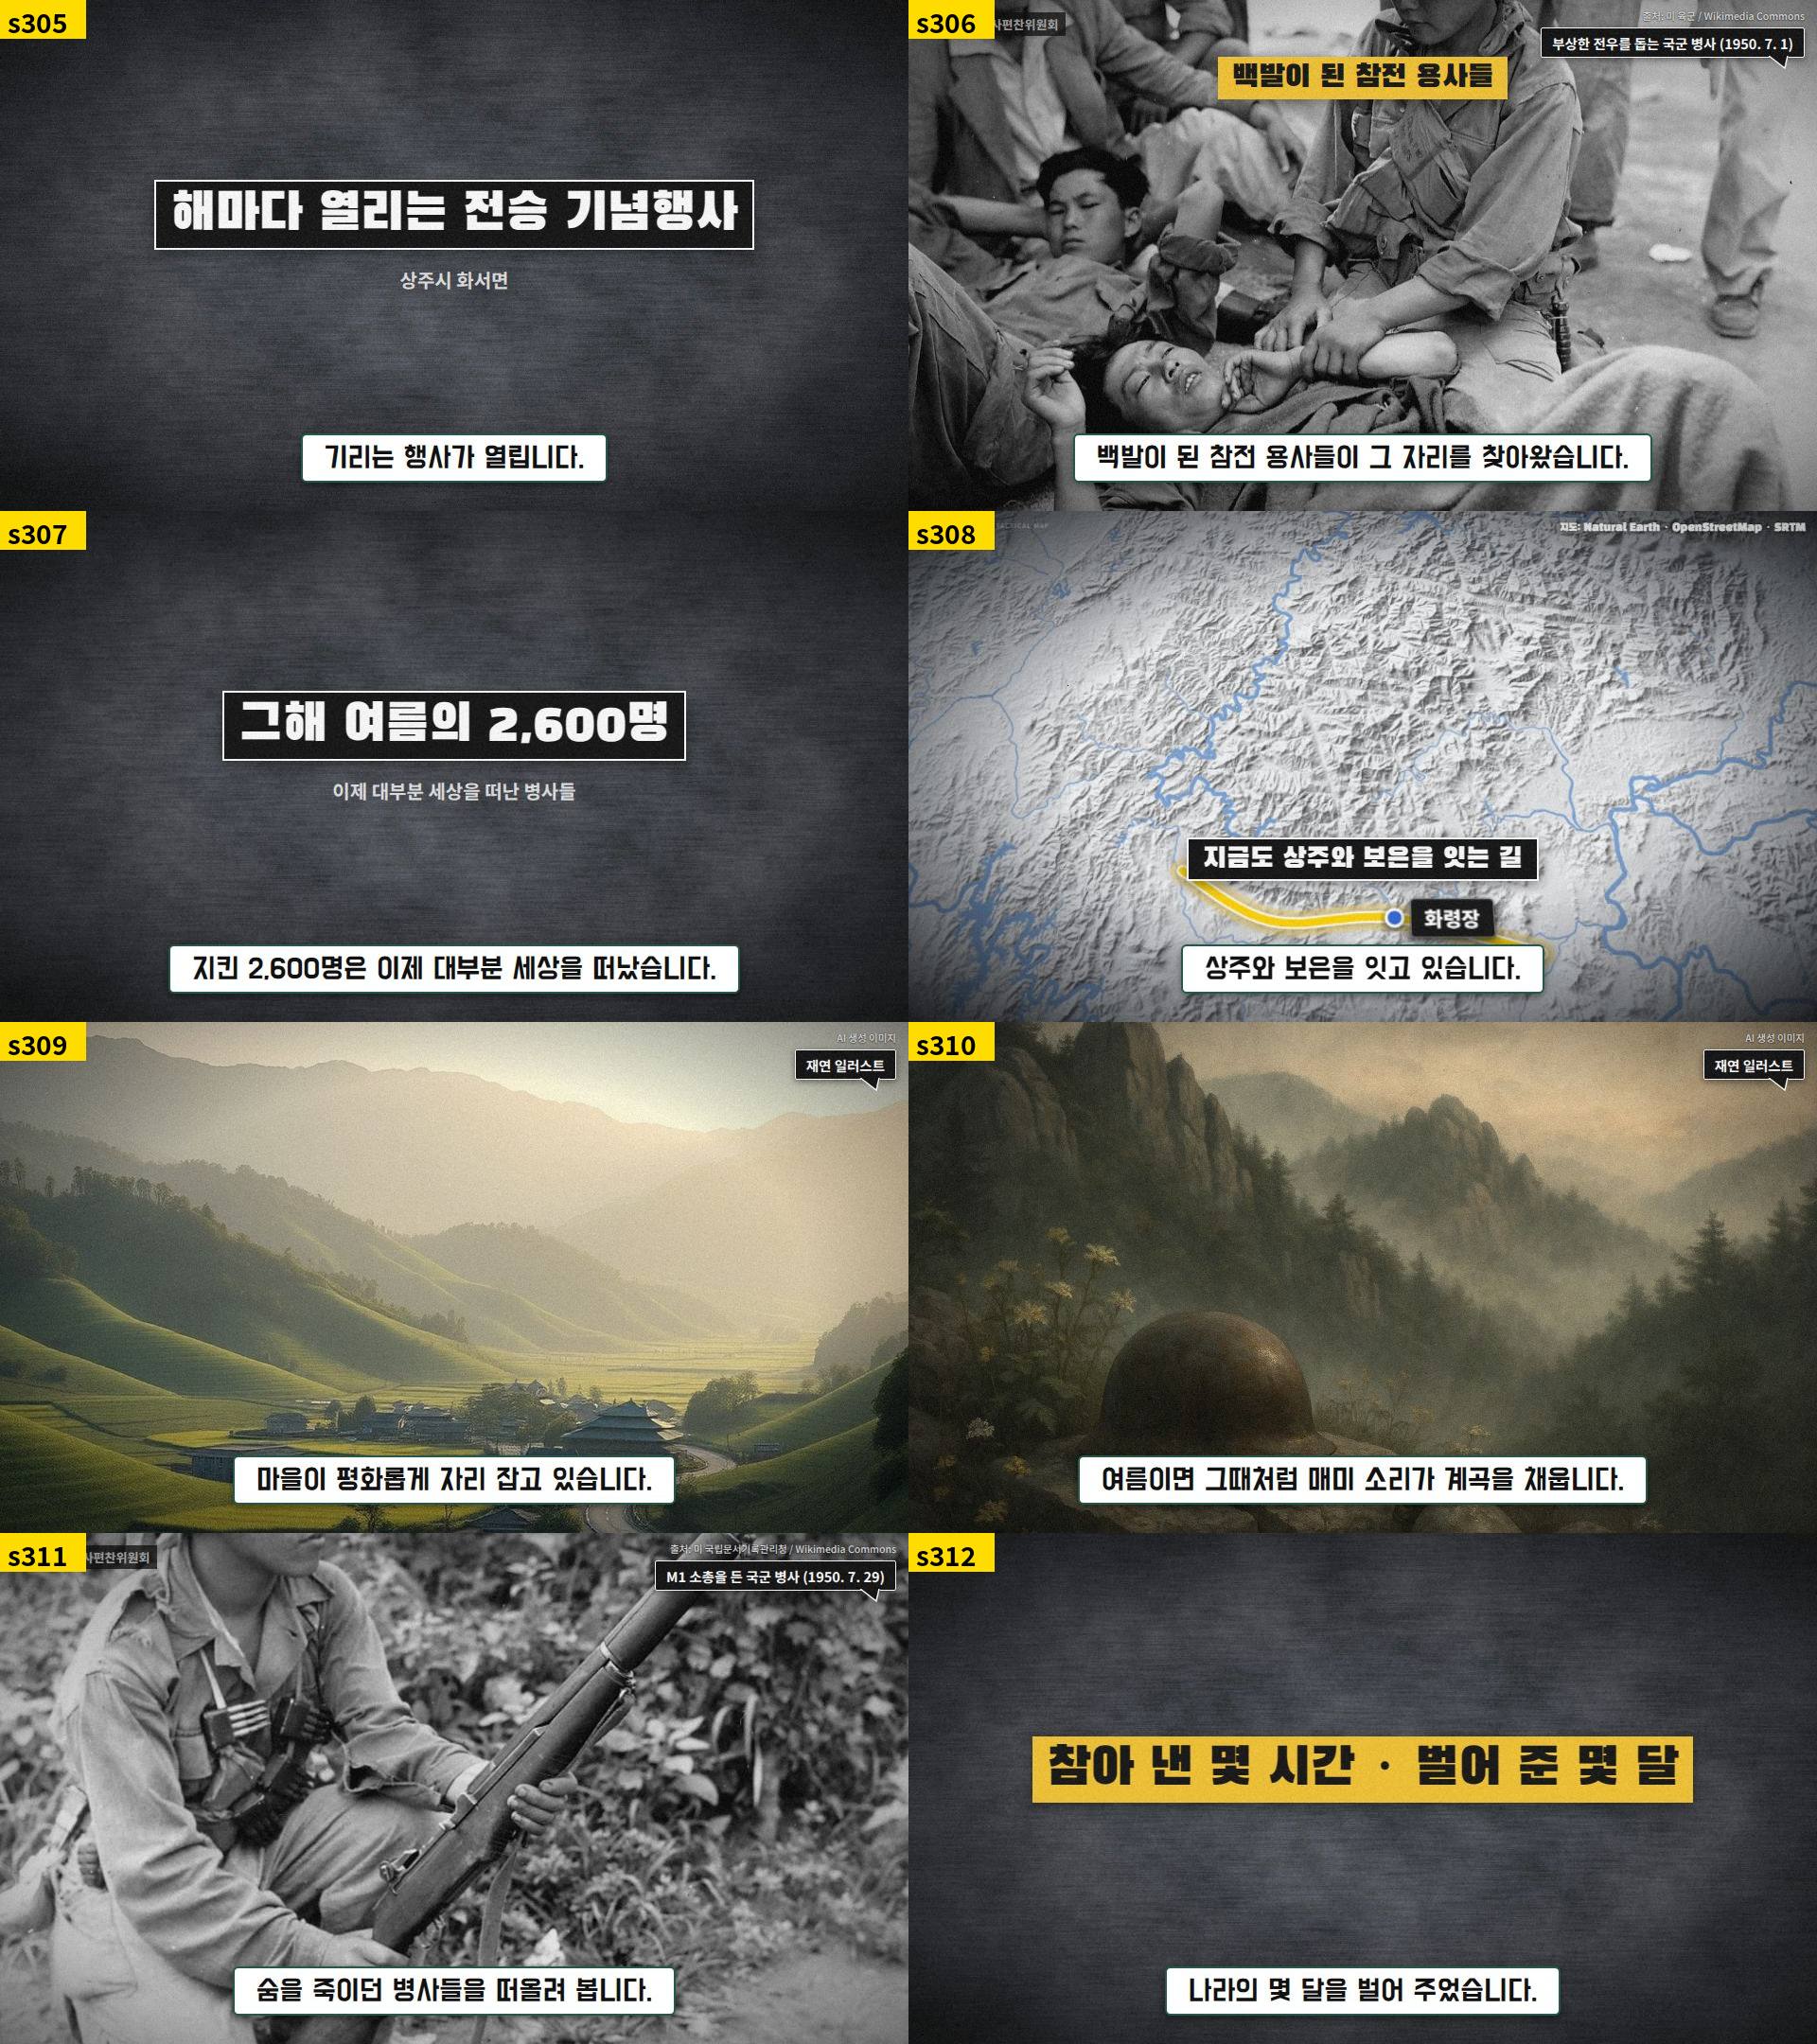 s305
해마다 열리는 전승 기념행사
상주시 화서면
기리는 행사가 열립니다.
s306
사편찬위원회
출처: 미 육군 / Wikimedia Commons
부상한 전우를 돕는 국군 병사 (1950. 7. 1)
백발이 된 참전 용사들
백발이 된 참전 용사들이 그 자리를 찾아왔습니다.
s307
그해 여름의 2,600명
이제 대부분 세상을 떠난 병사들
지킨 2,600명은 이제 대부분 세상을 떠났습니다.
s308
지도: Natural Earth · OpenStreetMap · SRTM
지금도 상주와 보은을 잇는 길
화령장
상주와 보은을 잇고 있습니다.
s309
AI 생성 이미지
재연 일러스트
마을이 평화롭게 자리 잡고 있습니다.
s310
AI 생성 이미지
재연 일러스트
여름이면 그때처럼 매미 소리가 계곡을 채웁니다.
s311
사편찬위원회
출처: 미 국립문서기록관리청 / Wikimedia Commons
M1 소총을 든 국군 병사 (1950. 7. 29)
숨을 죽이던 병사들을 떠올려 봅니다.
s312
참아 낸 몇 시간 · 벌어 준 몇 달
나라의 몇 달을 벌어 주었습니다.